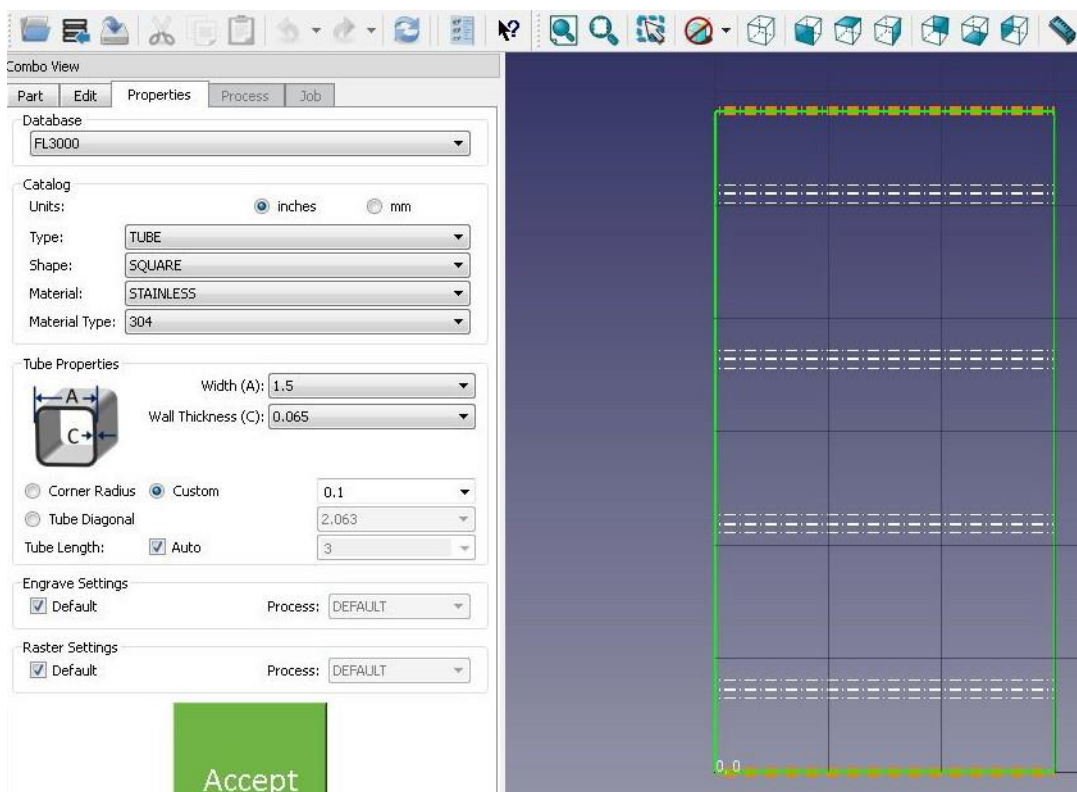 Combo View
Part Edit Properties Process Job
Database
FL3000
Catalog
Units: inches mm
Type: TUBE
Shape: SQUARE
Material: STAINLESS
Material Type: 304
Tube Properties
Width (A): 1.5
Wall Thickness (C): 0.065
A
C
Corner Radius Custom 0.1
Tube Diagonal 2.063
Tube Length: Auto 3
Engrave Settings
Default Process: DEFAULT
Raster Settings
Default Process: DEFAULT
Accept
0, 0